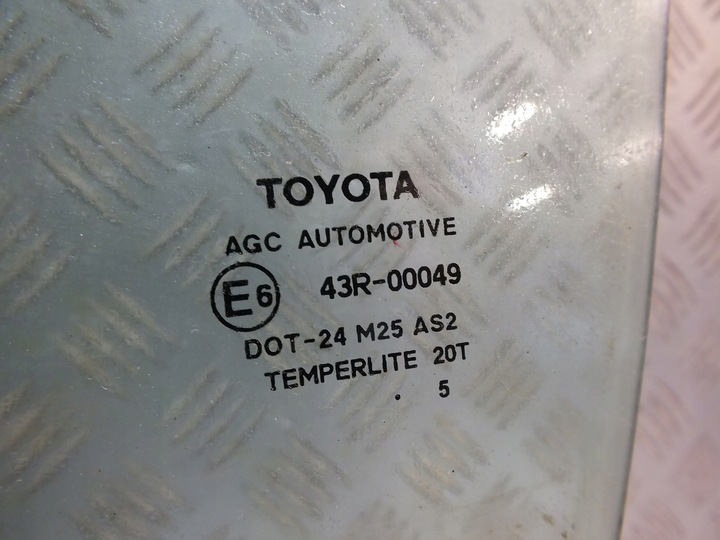 TOYOTA
AGC AUTOMOTIVE
E6 43R-00049
DOT-24 M25 AS2
TEMPERLITE 20T
. 5